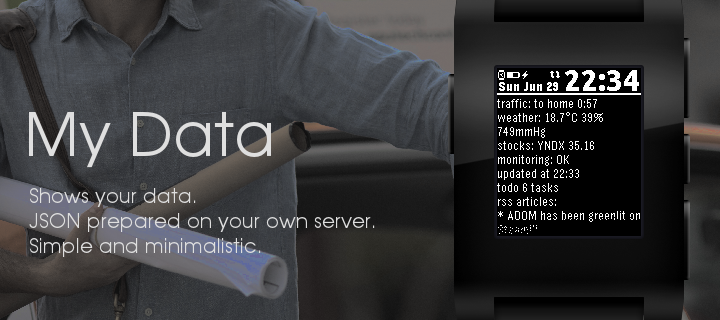 My Data
Shows your data.
JSON prepared on your own server.
Simple and minimalistic.
22:34
Sun Jun 29
traffic: to home 0:57
weather: 18.7°C 39%
749mmHg
stocks: YNDX 35.16
monitoring: OK
updated at 22:33
todo 6 tasks
rss articles:
* AOOM has been greenlit on